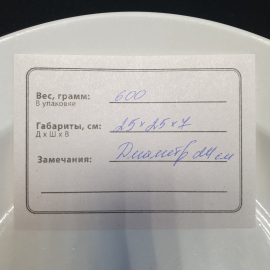 Вес, грамм: 600
В упаковке
Габариты, см: 25×25×7
Д х Ш х В
Замечания: Диаметр 24 см